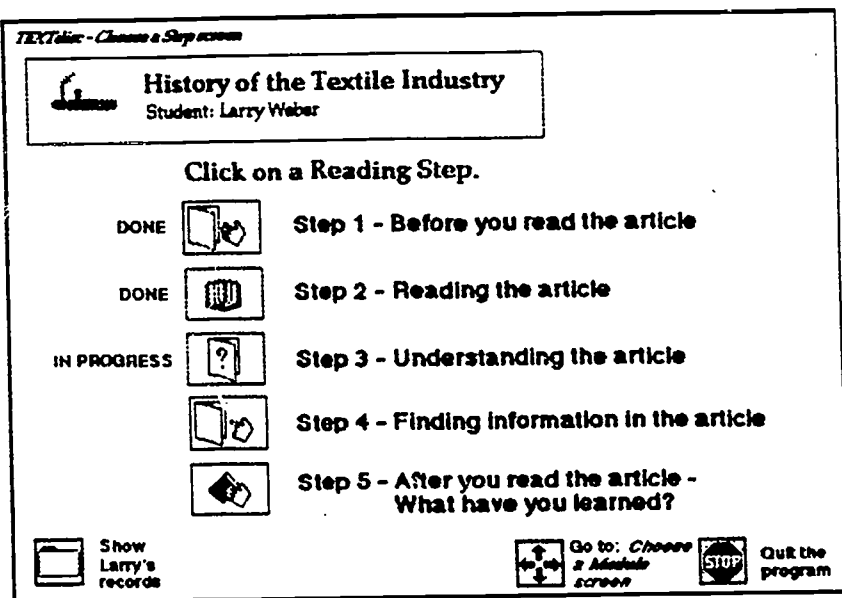 TEXTdisc - Choose a Step screen
History of the Textile Industry
Student: Larry Weber
Click on a Reading Step.
DONE
Step 1 - Before you read the article
DONE
Step 2 - Reading the article
IN PROGRESS
?
Step 3 - Understanding the article
Step 4 - Finding information in the article
Step 5 - After you read the article -
What have you learned?
Show
Larry's
records
Go to: Choose
a Module
screen
STOP
Quit the
program